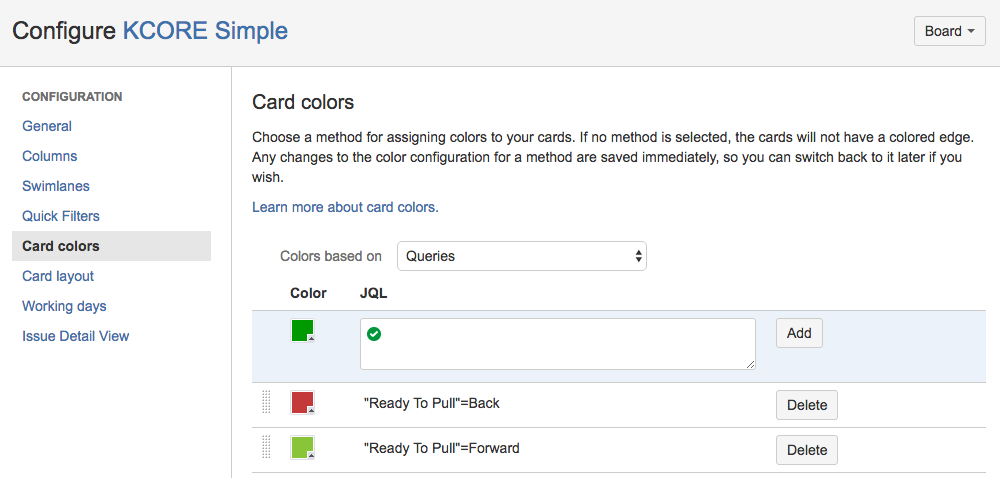 Configure KCORE Simple
Board
CONFIGURATION
General
Columns
Swimlanes
Quick Filters
Card colors
Card layout
Working days
Issue Detail View
Card colors
Choose a method for assigning colors to your cards. If no method is selected, the cards will not have a colored edge.
Any changes to the color configuration for a method are saved immediately, so you can switch back to it later if you
wish.
Learn more about card colors.
Colors based on Queries
Color JQL
Add
"Ready To Pull"=Back Delete
"Ready To Pull"=Forward Delete